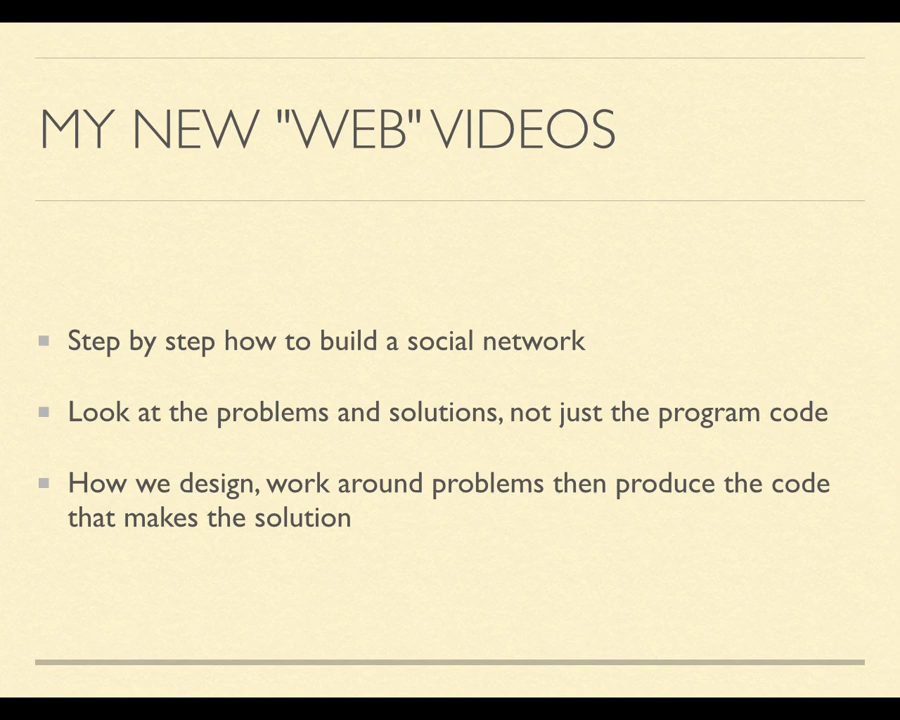 MY NEW "WEB" VIDEOS
Step by step how to build a social network
Look at the problems and solutions, not just the program code
How we design, work around problems then produce the code
that makes the solution